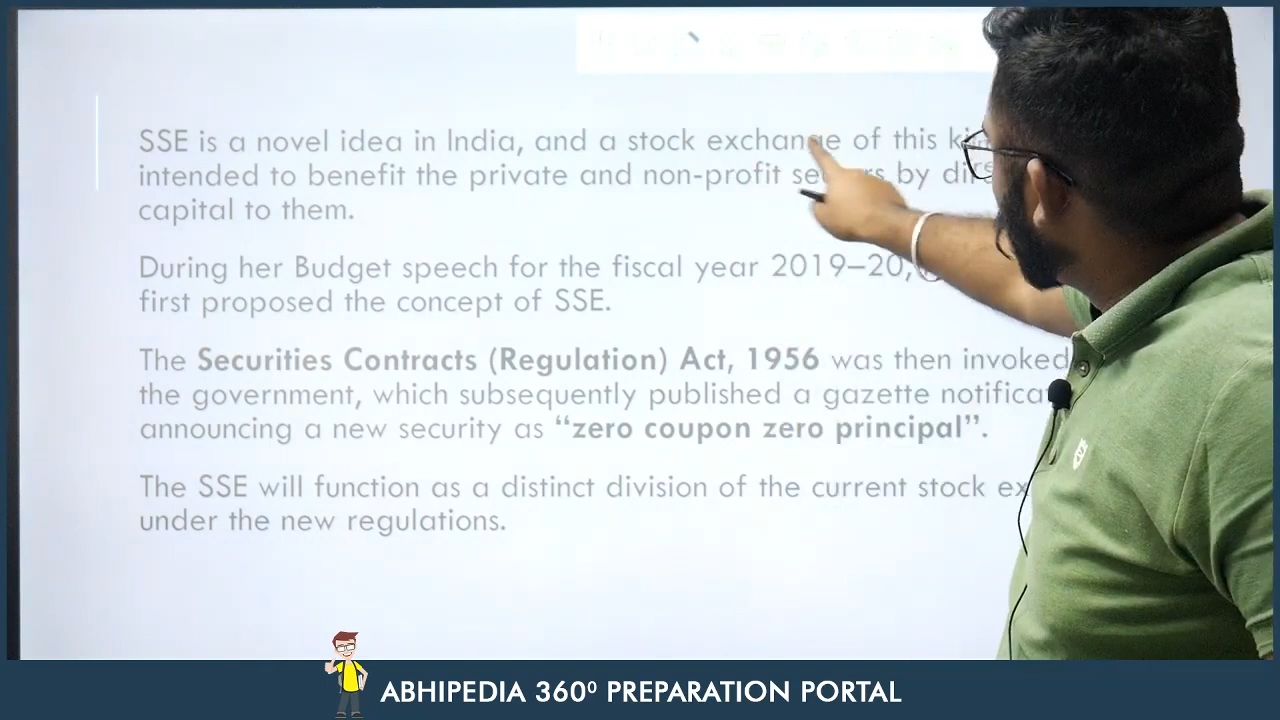 SSE is a novel idea in India, and a stock exchange of this
intended to benefit the private and non-profit by
capital to them.
During her Budget speech for the fiscal year 2019–20,
first proposed the concept of SSE.
The Securities Contracts (Regulation) Act, 1956 was then invoked
the government, which subsequently published a gazette
announcing a new security as “zero coupon zero principal”.
The SSE will function as a distinct division of the current stock
under the new regulations.
ABHIPEDIA 360⁰ PREPARATION PORTAL